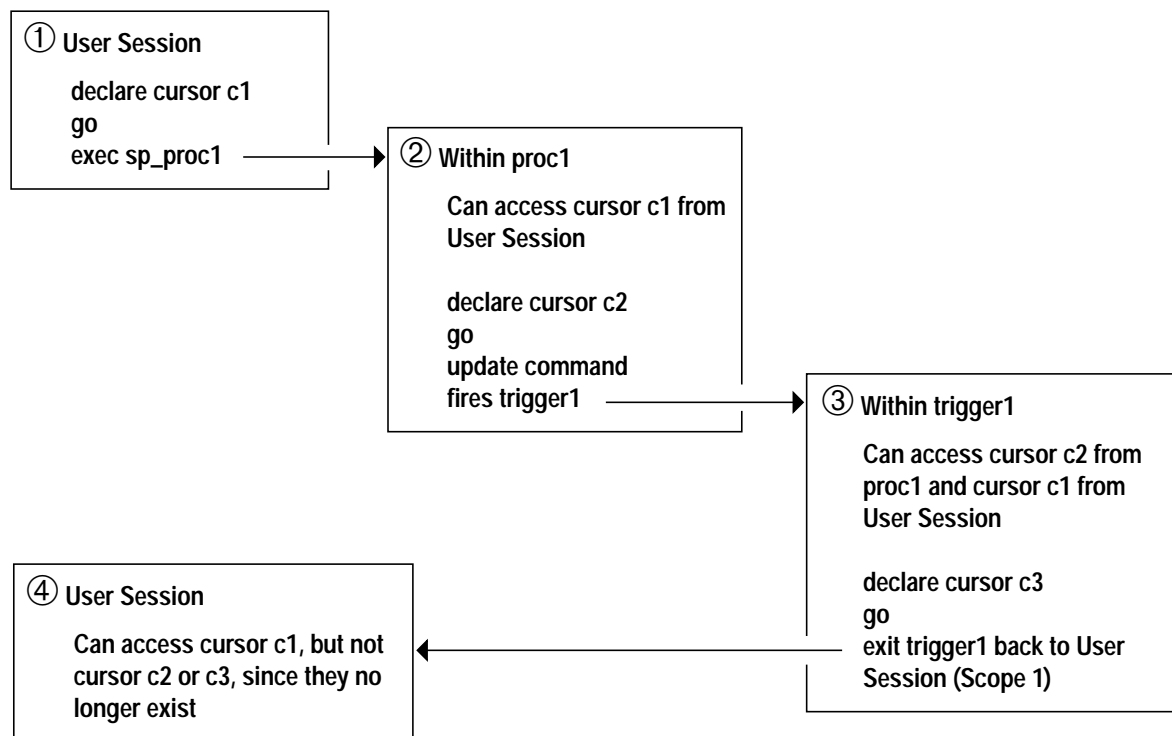 ① User Session
declare cursor c1
go
exec sp_proc1
② Within proc1
Can access cursor c1 from
User Session
declare cursor c2
go
update command
fires trigger1
③ Within trigger1
Can access cursor c2 from
proc1 and cursor c1 from
User Session
declare cursor c3
go
exit trigger1 back to User
Session (Scope 1)
④ User Session
Can access cursor c1, but not
cursor c2 or c3, since they no
longer exist